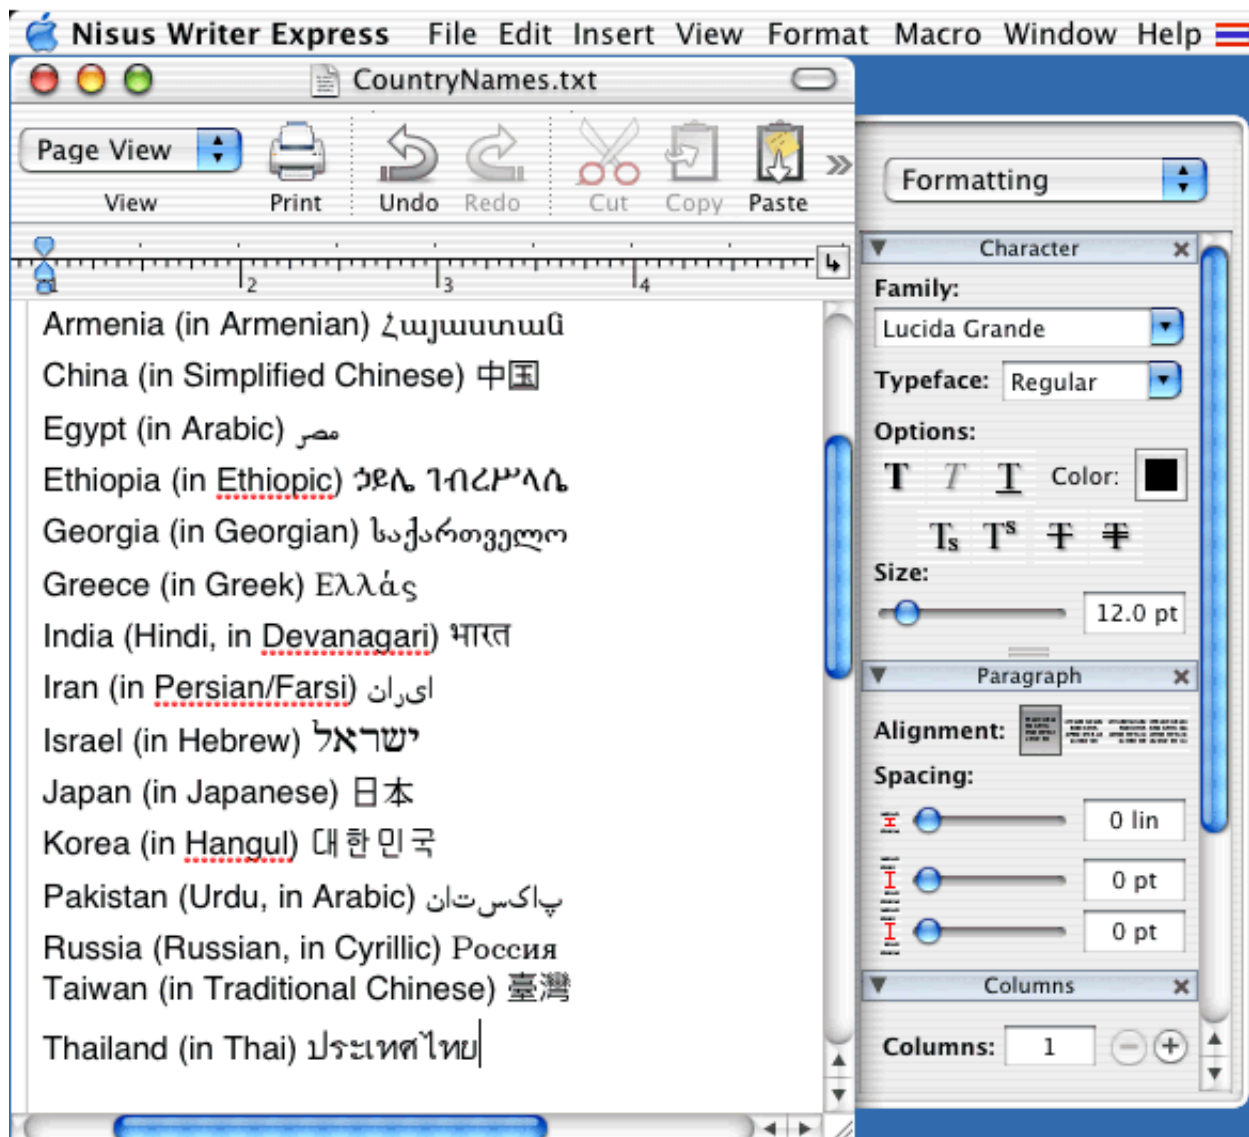 Nisus Writer Express File Edit Insert View Format Macro Window Help
CountryNames.txt
Page View
View Print Undo Redo Cut Copy Paste
1 2 3 4
Armenia (in Armenian) Հայաստան
China (in Simplified Chinese) 中国
Egypt (in Arabic) مصر
Ethiopia (in Ethiopic) ኃይሌ ገብረሥላሴ
Georgia (in Georgian) საქართველო
Greece (in Greek) Ελλάς
India (Hindi, in Devanagari) भारत
Iran (in Persian/Farsi) ایران
Israel (in Hebrew) ישראל
Japan (in Japanese) 日本
Korea (in Hangul) 대한민국
Pakistan (Urdu, in Arabic) پاکستان
Russia (Russian, in Cyrillic) Россия
Taiwan (in Traditional Chinese) 臺灣
Thailand (in Thai) ประเทศไทย
Formatting
Character
Family:
Lucida Grande
Typeface: Regular
Options:
T T T Color:
Ts Ts T T
Size:
12.0 pt
Paragraph
Alignment:
Spacing:
0 lin
0 pt
0 pt
Columns
Columns: 1